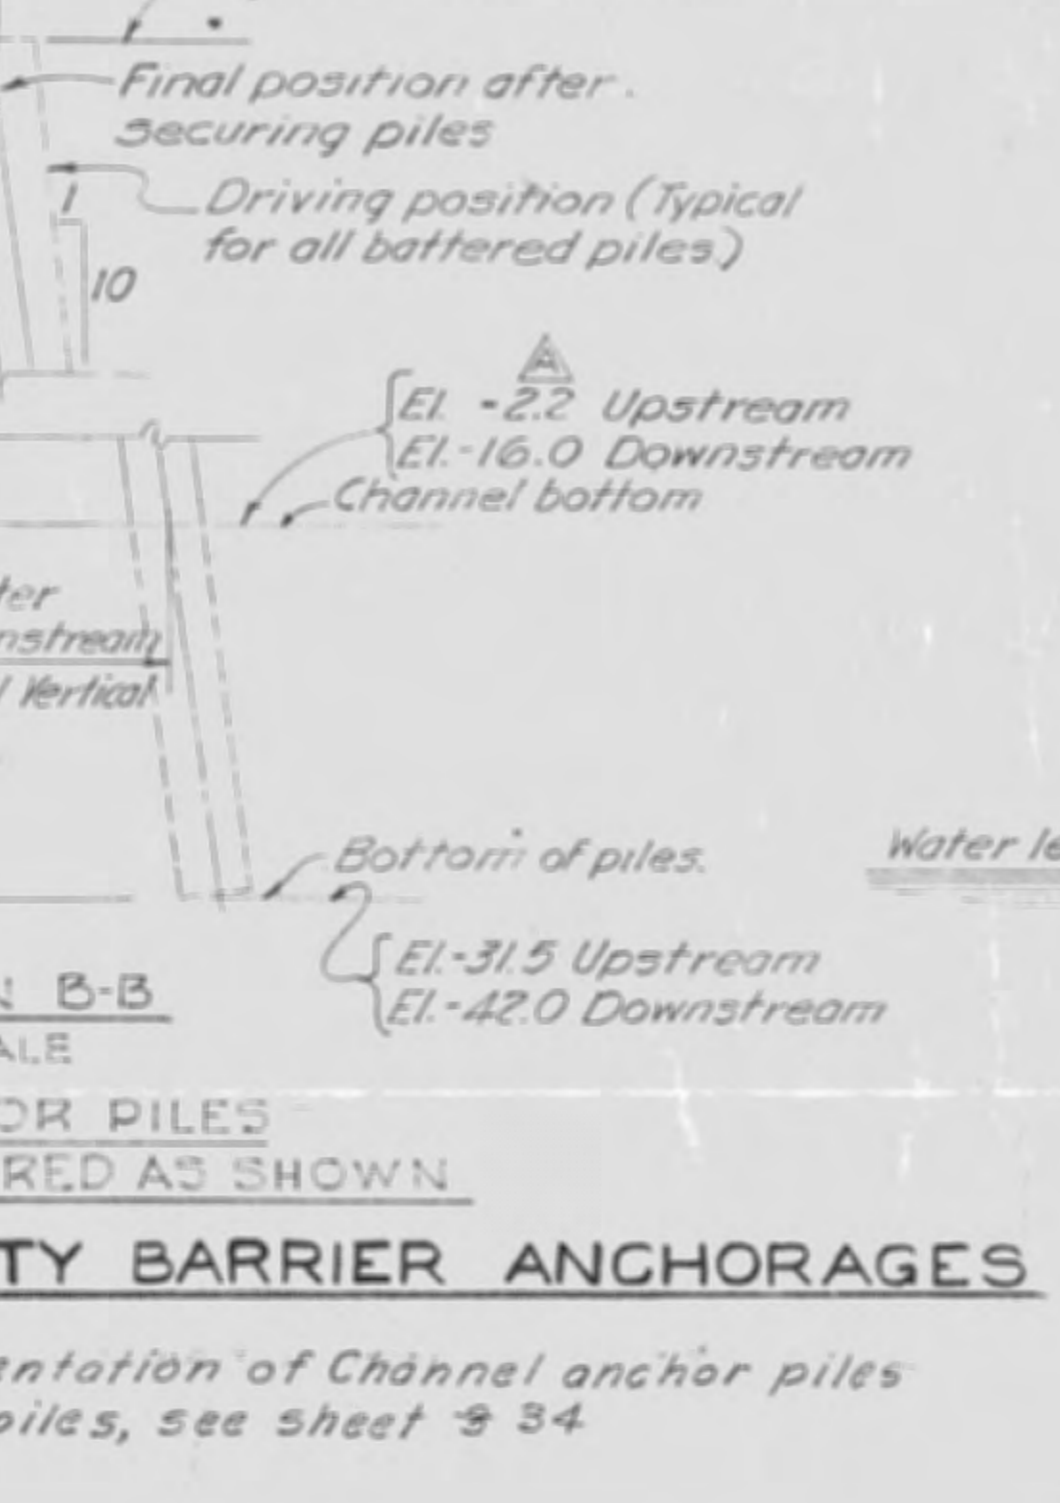 Final position after.
securing piles
Driving position (Typical
for all battered piles.)
1
10
A
El. -2.2 Upstream
El.-16.0 Downstream
Channel bottom
ter
nstream
Vertical
Bottom of piles.
Water le
El.-31.5 Upstream
El.-42.0 Downstream
N B-B
ALE
OR PILES
RED AS SHOWN
TY BARRIER ANCHORAGES
entation of Channel anchor piles
piles, see sheet 34